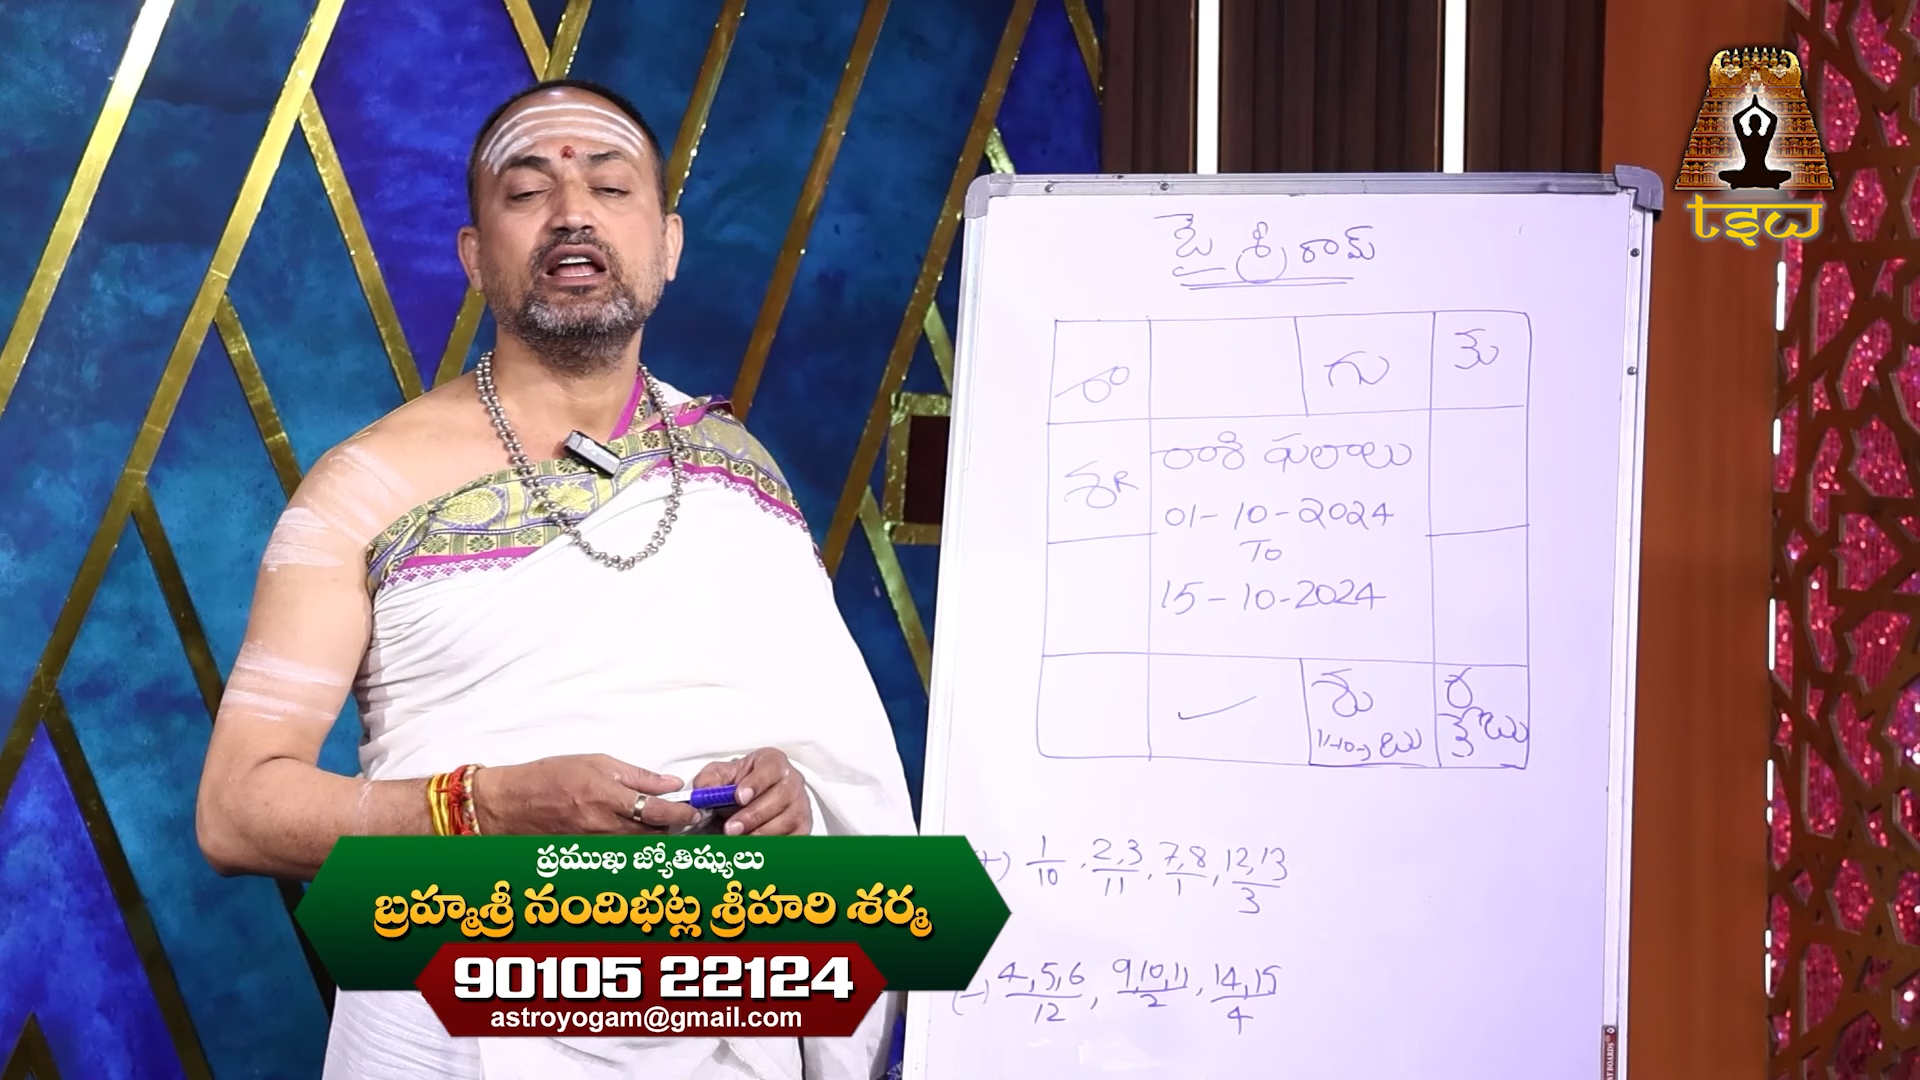 TSW
జై శ్రీరామ్
రా
గు
కు
శR
రాశి ఫలాలు
01-10-2024
To
15-10-2024
శు
11-10→ బు
ర
కే బు
(+) 1/10, 2,3/11, 7,8/1, 12,13/3
(-) 4,5,6/12, 9,10,11/2, 14,15/4
ప్రముఖ జ్యోతిష్యులు
బ్రహ్మశ్రీ నందిభట్ల శ్రీహరి శర్మ
90105 22124
astroyogam@gmail.com